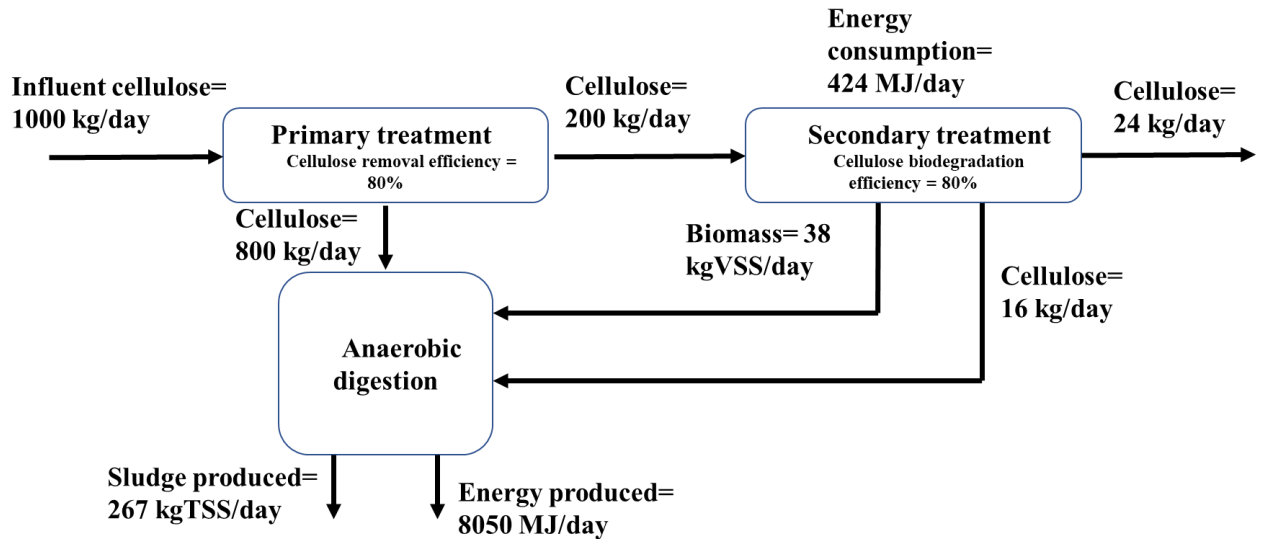 Influent cellulose=
1000 kg/day
Primary treatment
Cellulose removal efficiency =
80%
Cellulose=
200 kg/day
Energy
consumption=
424 MJ/day
Secondary treatment
Cellulose biodegradation
efficiency = 80%
Cellulose=
24 kg/day
Cellulose=
800 kg/day
Biomass= 38
kgVSS/day
Cellulose=
16 kg/day
Anaerobic
digestion
Sludge produced=
267 kgTSS/day
Energy produced=
8050 MJ/day